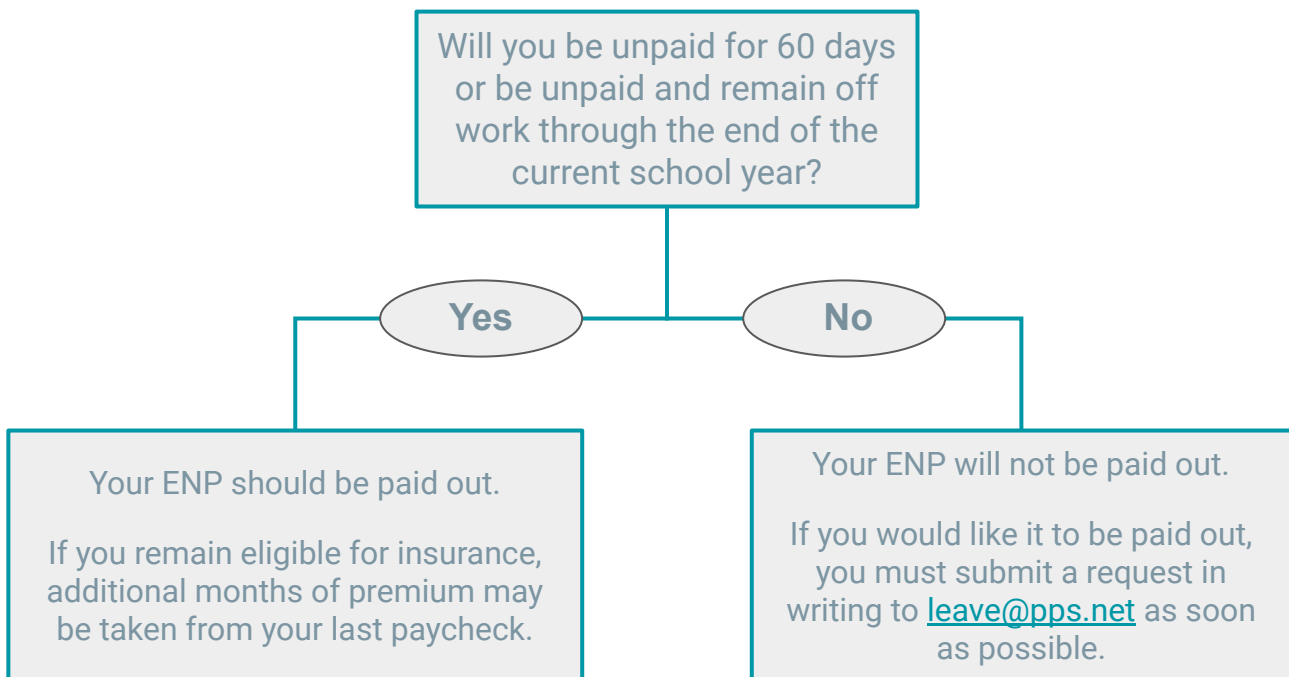 Will you be unpaid for 60 days
or be unpaid and remain off
work through the end of the
current school year?
Yes
No
Your ENP should be paid out.
If you remain eligible for insurance,
additional months of premium may
be taken from your last paycheck.
Your ENP will not be paid out.
If you would like it to be paid out,
you must submit a request in
writing to leave@pps.net as soon
as possible.